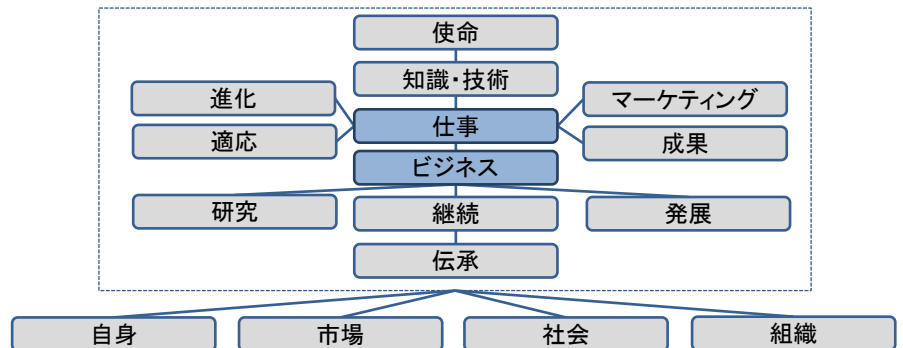 使命
知識・技術
進化
マーケティング
仕事
適応
成果
ビジネス
研究
継続
発展
伝承
自身
市場
社会
組織